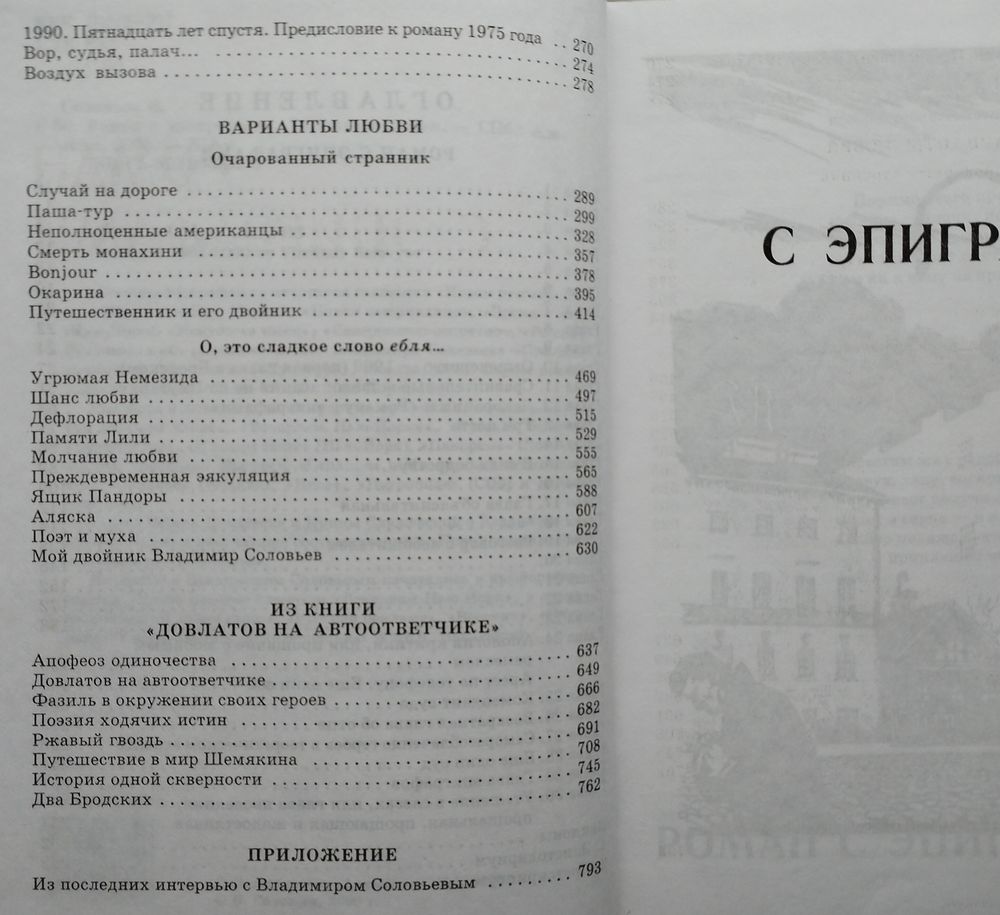 1990. Пятнадцать лет спустя. Предисловие к роману 1975 года .. 270
Вор, судья, палач... 274
Воздух вызова 278
ВАРИАНТЫ ЛЮБВИ
Очарованный странник
Случай на дороге 289
Паша-тур 299
Неполноценные американцы 328
Смерть монахини 357
Bonjour 378
Окарина 395
Путешественник и его двойник 414
О, это сладкое слово ебля...
Угрюмая Немезида 469
Шанс любви 497
Дефлорация 515
Памяти Лили 529
Молчание любви 555
Преждевременная эякуляция 565
Ящик Пандоры 588
Аляска 607
Поэт и муха 622
Мой двойник Владимир Соловьев 630
ИЗ КНИГИ
«ДОВЛАТОВ НА АВТООТВЕТЧИКЕ»
Апофеоз одиночества 637
Довлатов на автоответчике 649
Фазиль в окружении своих героев 666
Поэзия ходячих истин 682
Ржавый гвоздь 691
Путешествие в мир Шемякина 708
История одной скверности 745
Два Бродских 762
ПРИЛОЖЕНИЕ
Из последних интервью с Владимиром Соловьевым 793
С ЭПИГРА